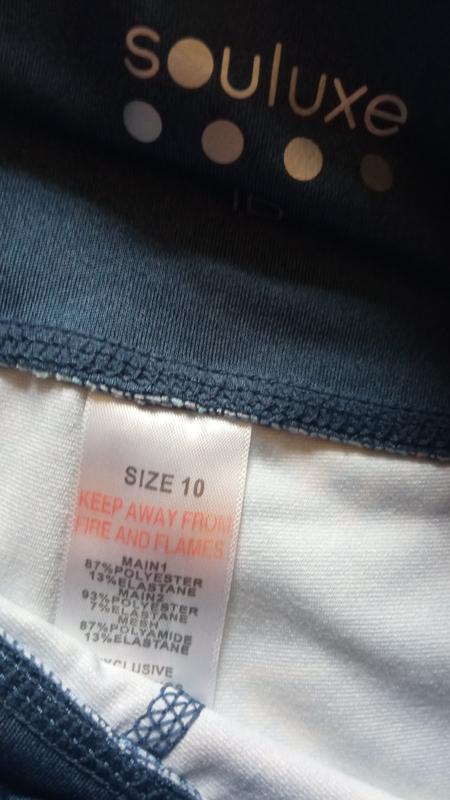 souluxe
10
SIZE 10
KEEP AWAY FROM
FIRE AND FLAMES
MAIN1
87%POLYESTER
13%ELASTANE
MAIN2
93%POLYESTER
7%ELASTANE
MESH
87%POLYAMIDE
13%ELASTANE
EXCLUSIVE